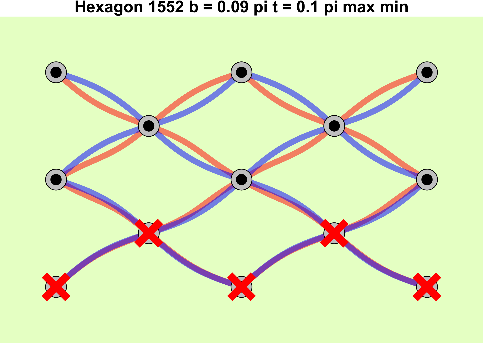 Hexagon 1552 b = 0.09 pi t = 0.1 pi max min